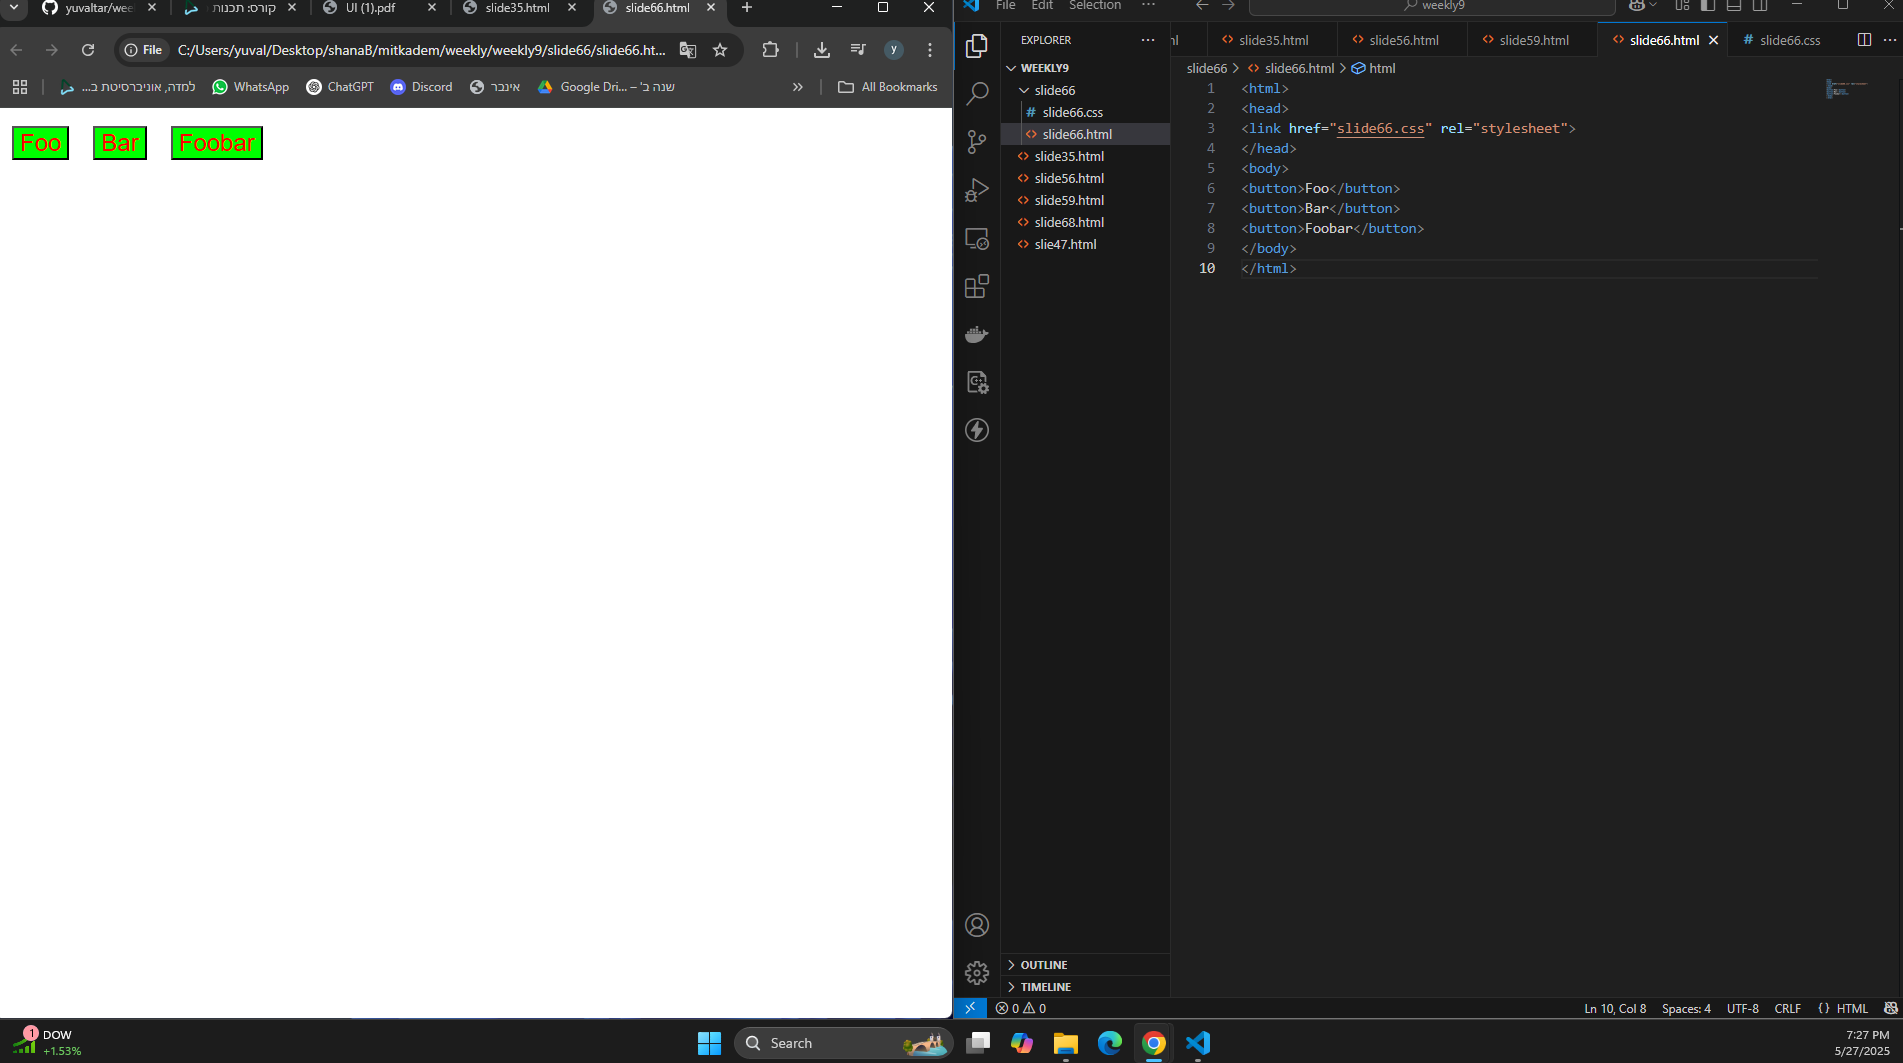 yuvaltar/wee
קורס: תכנות
UI (1).pdf
slide35.html
slide66.html
File
C:/Users/yuval/Desktop/shanaB/mitkadem/weekly/weekly9/slide66/slide66.ht...
y
למדה, אוניברסיטת ב...
WhatsApp
ChatGPT
Discord
אינבר
Google Dri... – שנה ב'
»
All Bookmarks
Foo Bar Foobar
File Edit Selection ...
weekly9
EXPLORER
WEEKLY9
slide66
slide66.css
slide66.html
slide35.html
slide56.html
slide59.html
slide68.html
slie47.html
OUTLINE
TIMELINE
slide35.html
slide56.html
slide59.html
slide66.html
slide66.css
slide66 > slide66.html > html
1 <html>
2 <head>
3 <link href="slide66.css" rel="stylesheet">
4 </head>
5 <body>
6 <button>Foo</button>
7 <button>Bar</button>
8 <button>Foobar</button>
9 </body>
10 </html>
0 0
Ln 10, Col 8 Spaces: 4 UTF-8 CRLF {} HTML
1
DOW
+1.53%
Search
7:27 PM
5/27/2025